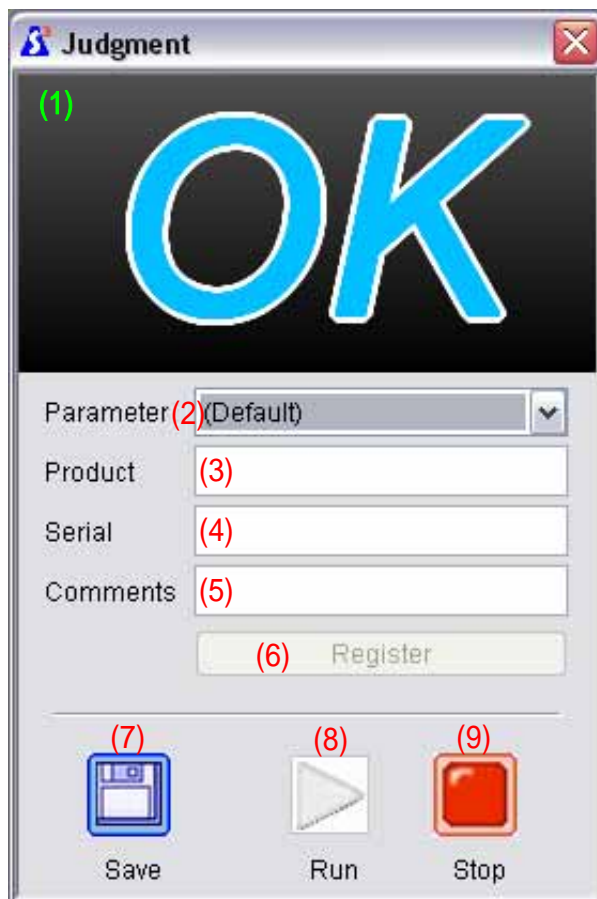 Judgment
(1)
OK
Parameter (2) (Default)
Product (3)
Serial (4)
Comments (5)
(6) Register
(7) (8) (9)
Save Run Stop